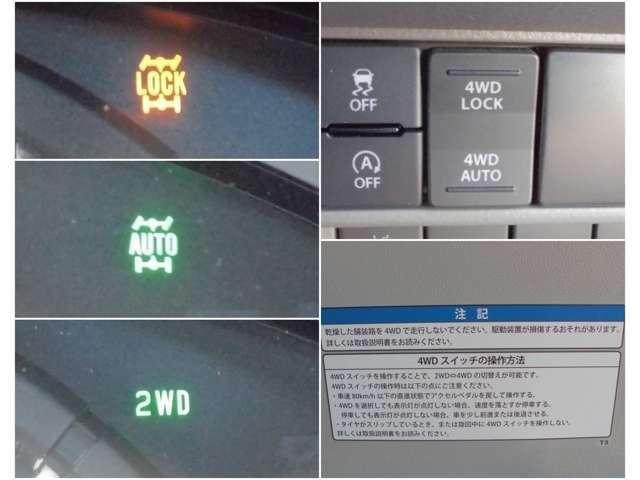 LOCK
AUTO
2WD
OFF
4WD
LOCK
A
OFF
4WD
AUTO
注 記
乾燥した舗装路を4WDで走行しないでください。駆動装置が損傷するおそれがあります。
詳しくは取扱説明書をお読みください。
4WDスイッチの操作方法
4WDスイッチを操作することで、2WD⇔4WDの切替えが可能です。
4WDスイッチの操作時は以下の点にご注意ください。
・車速80km/h以下の直進状態でアクセルペダルを戻して操作する。
・4WDを選択しても表示灯が点灯しない場合、速度を落とすか停車する。
停車しても表示灯が点灯しない場合、車を少し前進または後退させる。
・タイヤがスリップしているとき、または旋回中に4WDスイッチを操作しない。
詳しくは取扱説明書をお読みください。
T3